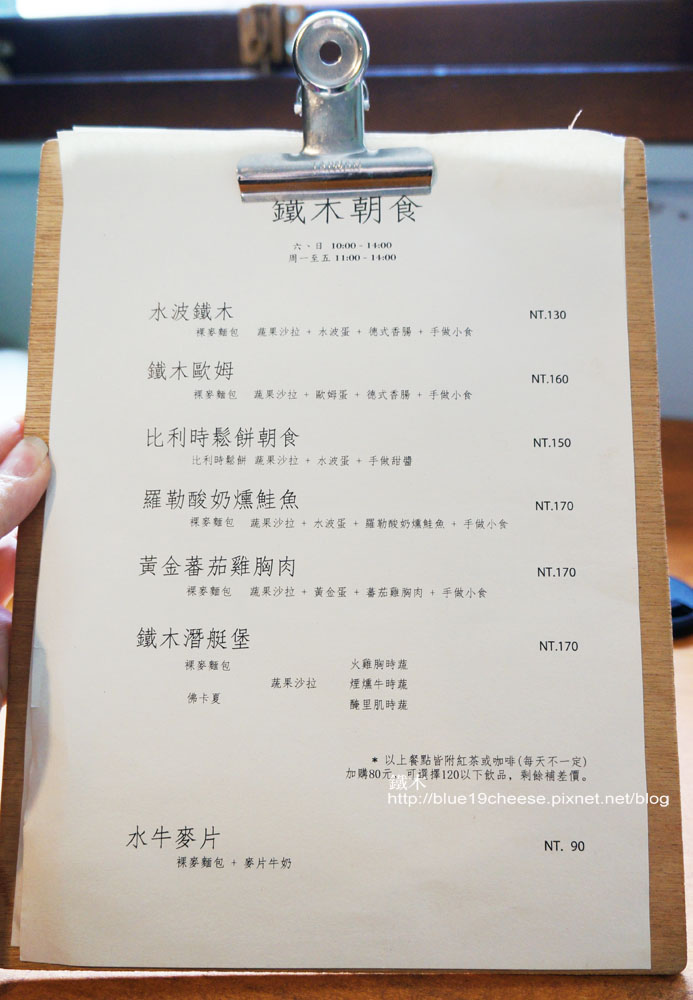 鐵木朝食
六、日 10:00 - 14:00
周一至五 11:00 - 14:00
水波鐵木 NT.130
裸麥麵包 蔬果沙拉 + 水波蛋 + 德式香腸 + 手做小食
鐵木歐姆 NT.160
裸麥麵包 蔬果沙拉 + 歐姆蛋 + 德式香腸 + 手做小食
比利時鬆餅朝食 NT.150
比利時鬆餅 蔬果沙拉 + 水波蛋 + 手做甜醬
羅勒酸奶燻鮭魚 NT.170
裸麥麵包 蔬果沙拉 + 水波蛋 + 羅勒酸奶燻鮭魚 + 手做小食
黃金蕃茄雞胸肉 NT.170
裸麥麵包 蔬果沙拉 + 黃金蛋 + 蕃茄雞胸肉 + 手做小食
鐵木潛艇堡 NT.170
裸麥麵包 火雞胸時蔬
蔬果沙拉 煙燻牛時蔬
佛卡夏 醃里肌時蔬
* 以上餐點皆附紅茶或咖啡(每天不一定)
加購80元, 可選擇120以下飲品, 剩餘補差價。
鐵木
http://blue19cheese.pixnet.net/blog
水牛麥片 NT. 90
裸麥麵包 + 麥片牛奶